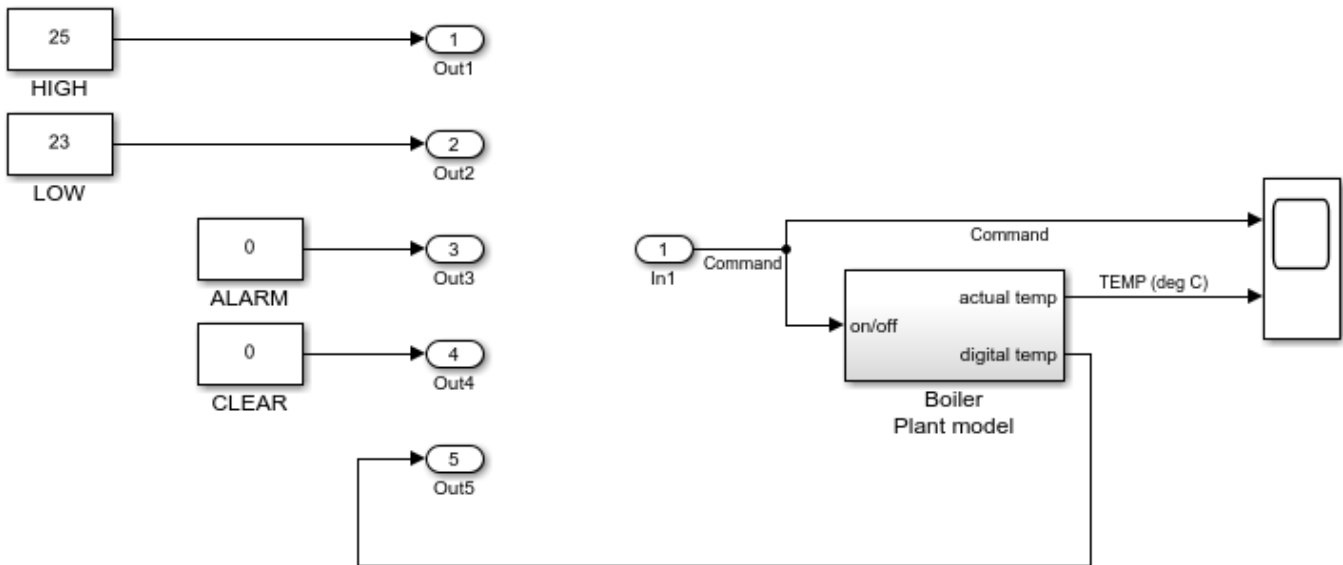 25
HIGH
1
Out1
23
LOW
2
Out2
0
ALARM
3
Out3
0
CLEAR
4
Out4
5
Out5
1
In1
Command
Command
on/off
actual temp
digital temp
Boiler
Plant model
TEMP (deg C)